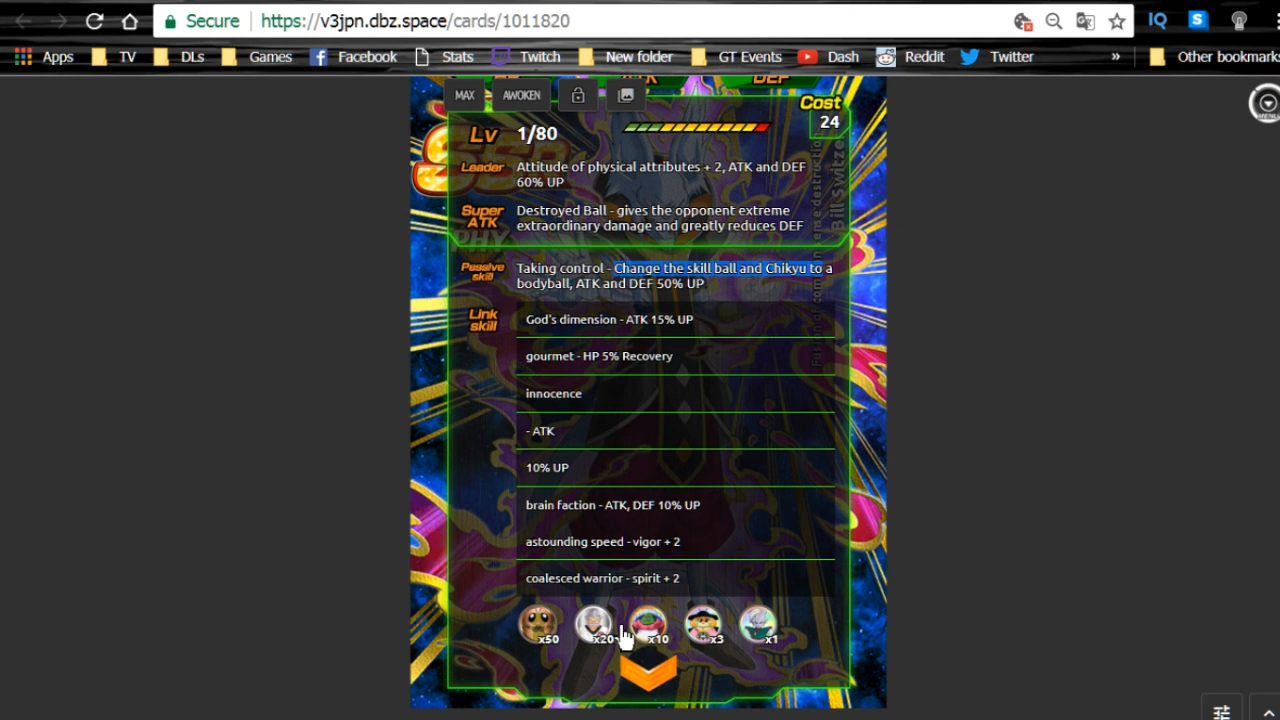 Secure https://v3jpn.dbz.space/cards/1011820 IQ S
Apps TV DLs Games Facebook Stats Twitch New folder GT Events Dash Reddit Twitter » Other bookmarks
DEF
MAX AWOKEN
MENU
Cost
24
Lv 1/80
Leader Attitude of physical attributes + 2, ATK and DEF
60% UP
Super Destroyed Ball - gives the opponent extreme
ATK extraordinary damage and greatly reduces DEF
PHY
Passive Taking control - Change the skill ball and Chikyu to a
skill bodyball, ATK and DEF 50% UP
Link God's dimension - ATK 15% UP
skill
gourmet - HP 5% Recovery
innocence
- ATK
10% UP
brain faction - ATK, DEF 10% UP
astounding speed - vigor + 2
coalesced warrior - spirit + 2
x50 x20 x10 x3 x1